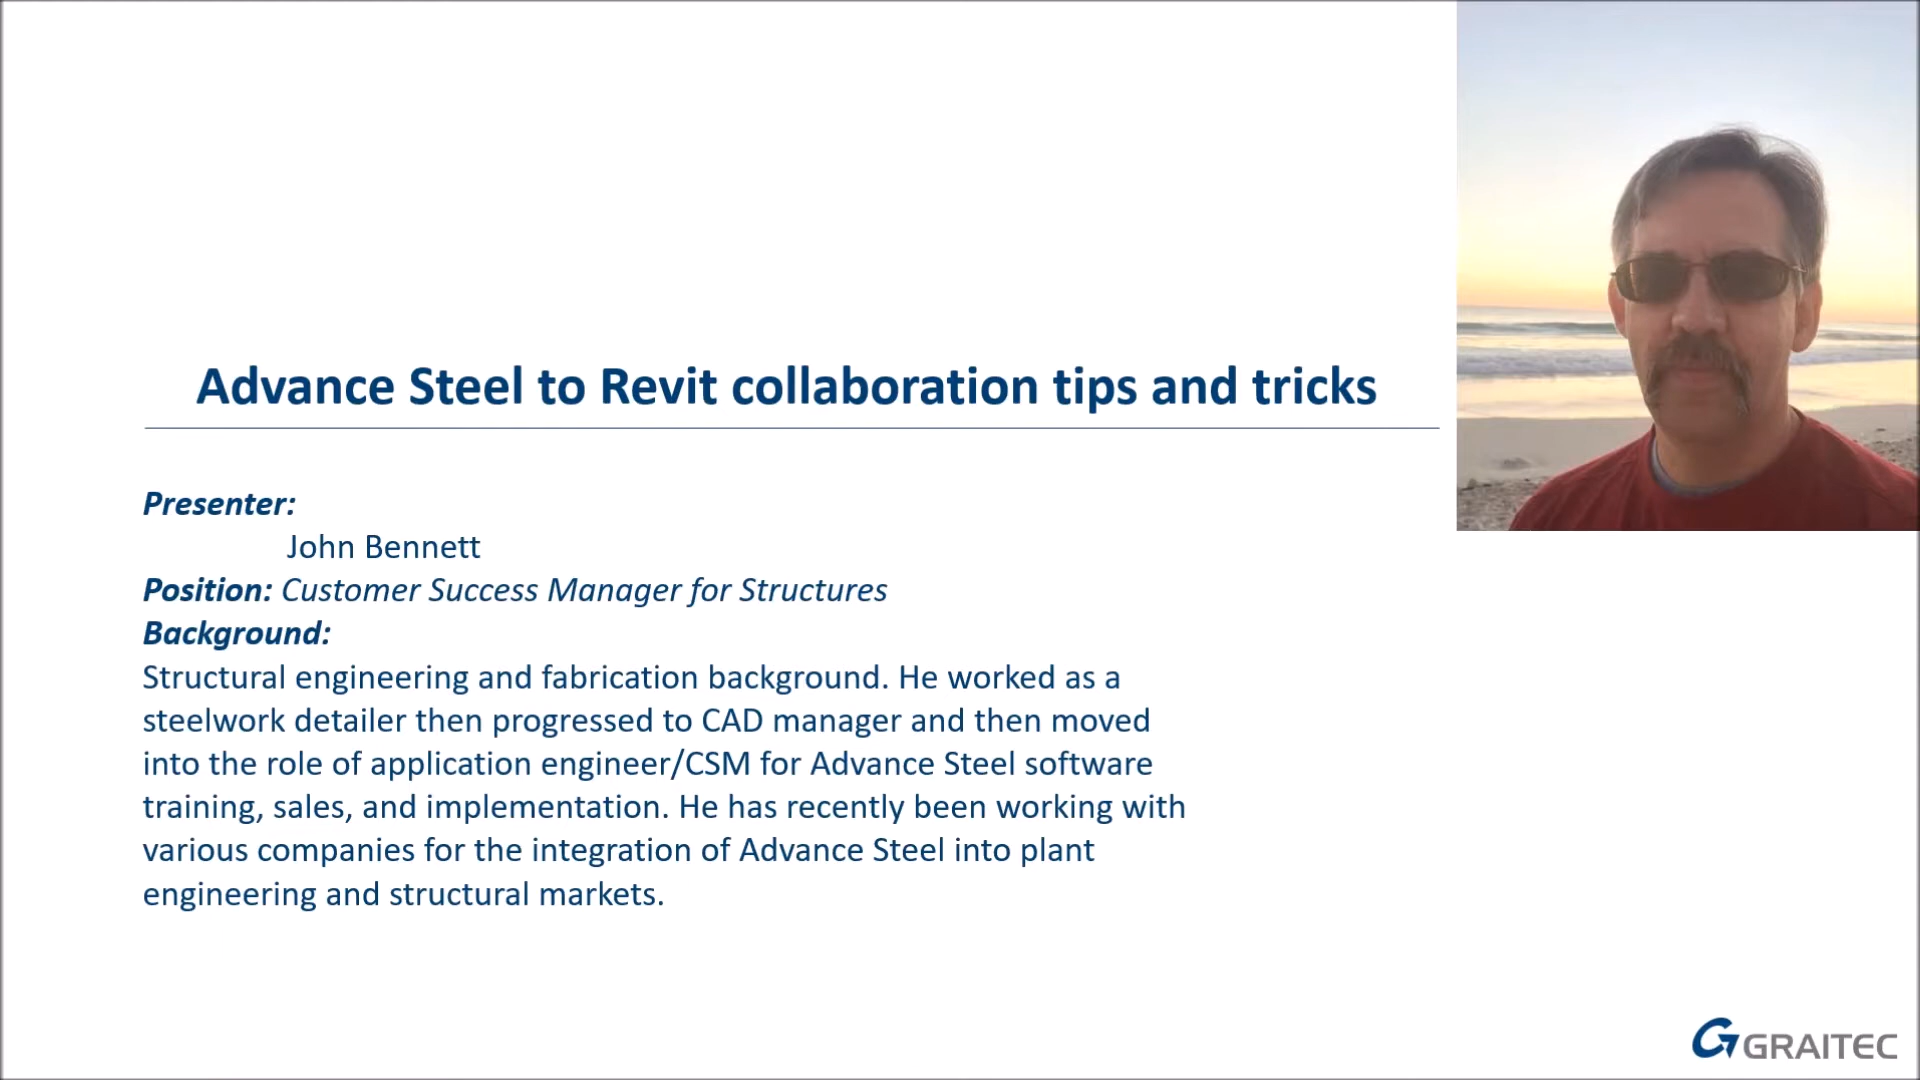 Advance Steel to Revit collaboration tips and tricks
Presenter:
John Bennett
Position: Customer Success Manager for Structures
Background:
Structural engineering and fabrication background. He worked as a
steelwork detailer then progressed to CAD manager and then moved
into the role of application engineer/CSM for Advance Steel software
training, sales, and implementation. He has recently been working with
various companies for the integration of Advance Steel into plant
engineering and structural markets.
GRAITEC